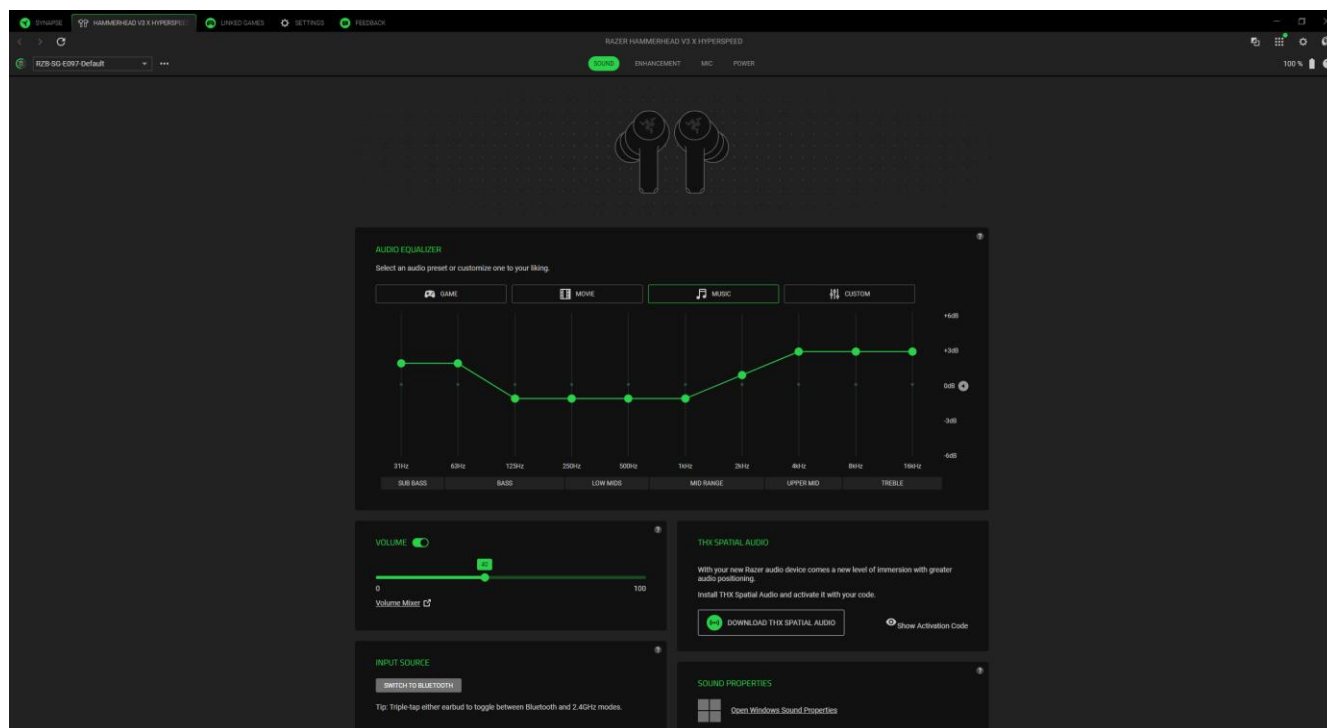 SYNAPSE HAMMERHEAD V3 X HYPERSPEED LINKED GAMES SETTINGS FEEDBACK
RAZER HAMMERHEAD V3 X HYPERSPEED
RZB-SG-E097-Default SOUND ENHANCEMENT MIC POWER 100 %
AUDIO EQUALIZER
Select an audio preset or customize one to your liking.
GAME MOVIE MUSIC CUSTOM
+6dB
+3dB
0dB
-3dB
-6dB
31Hz 63Hz 125Hz 250Hz 500Hz 1kHz 2kHz 4kHz 8kHz 16kHz
SUB BASS BASS LOW MIDS MID RANGE UPPER MID TREBLE
VOLUME
40
0 100
Volume Mixer
THX SPATIAL AUDIO
With your new Razer audio device comes a new level of immersion with greater
audio positioning.
Install THX Spatial Audio and activate it with your code.
DOWNLOAD THX SPATIAL AUDIO Show Activation Code
INPUT SOURCE
SWITCH TO BLUETOOTH
Tip: Triple-tap either earbud to toggle between Bluetooth and 2.4GHz modes.
SOUND PROPERTIES
Open Windows Sound Properties